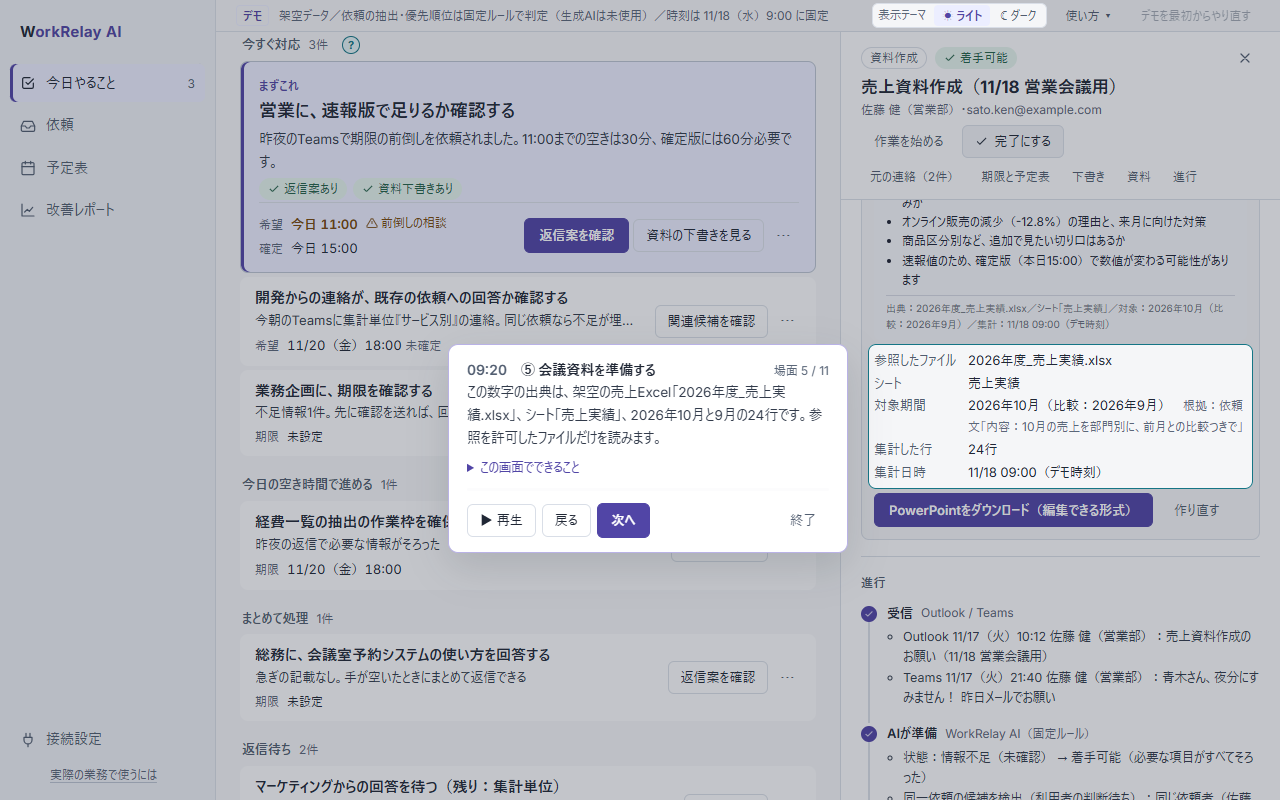 WorkRelay AI
今日やること 3
依頼
予定表
改善レポート
接続設定
実際の業務で使うには
デモ 架空データ／依頼の抽出・優先順位は固定ルールで判定（生成AIは未使用）／時刻は 11/18（水）9:00 に固定
表示テーマ ライト ダーク 使い方 ▾ デモを最初からやり直す
今すぐ対応 3件 ?
まずこれ
営業に、速報版で足りるか確認する
昨夜のTeamsで期限の前倒しを依頼されました。11:00までの空きは30分、確定版には60分必要で
す。
返信案あり 資料下書きあり
希望 今日 11:00 前倒しの相談
確定 今日 15:00
返信案を確認 資料の下書きを見る …
開発からの連絡が、既存の依頼への回答か確認する
今朝のTeamsに集計単位『サービス別』の連絡。同じ依頼なら不足が埋…
希望 11/20（金）18:00 未確定
関連候補を確認 …
業務企画に、期限を確認する
不足情報1件。先に確認を送れば、回
期限 未設定
今日の空き時間で進める 1件
経費一覧の抽出の作業枠を確
昨夜の返信で必要な情報がそろった
期限 11/20（金）18:00
まとめて処理 1件
総務に、会議室予約システムの使い方を回答する
急ぎの記載なし。手が空いたときにまとめて返信できる
期限 未設定
返信案を確認 …
返信待ち 2件
マーケティングからの回答を待つ（残り：集計単位）
09:20 ⑤ 会議資料を準備する 場面 5 / 11
この数字の出典は、架空の売上Excel「2026年度_売上実
績.xlsx」、シート「売上実績」、2026年10月と9月の24行です。参
照を許可したファイルだけを読みます。
▶ この画面でできること
▶ 再生 戻る 次へ 終了
資料作成 着手可能
売上資料作成（11/18 営業会議用）
佐藤 健（営業部）・sato.ken@example.com
作業を始める 完了にする
元の連絡（2件） 期限と予定表 下書き 資料 進行
みか
• オンライン販売の減少（-12.8%）の理由と、来月に向けた対策
• 商品区分別など、追加で見たい切り口はあるか
• 速報値のため、確定版（本日15:00）で数値が変わる可能性があり
ます
出典：2026年度_売上実績.xlsx／シート「売上実績」／対象：2026年10月（比
較：2026年9月）／集計：11/18 09:00（デモ時刻）
参照したファイル 2026年度_売上実績.xlsx
シート 売上実績
対象期間 2026年10月（比較：2026年9月） 根拠：依頼
文「内容：10月の売上を部門別に、前月との比較つきで」
集計した行 24行
集計日時 11/18 09:00（デモ時刻）
PowerPointをダウンロード（編集できる形式） 作り直す
進行
受信 Outlook / Teams
Outlook 11/17（火）10:12 佐藤 健（営業部）：売上資料作成の
お願い（11/18 営業会議用）
Teams 11/17（火）21:40 佐藤 健（営業部）：青木さん、夜分にす
みません！ 昨日メールでお願い
AIが準備 WorkRelay AI（固定ルール）
状態：情報不足（未確認） → 着手可能（必要な項目がすべてそろ
った）
同一依頼の候補を検出（利用者の判断待ち）：同じ依頼者（佐藤